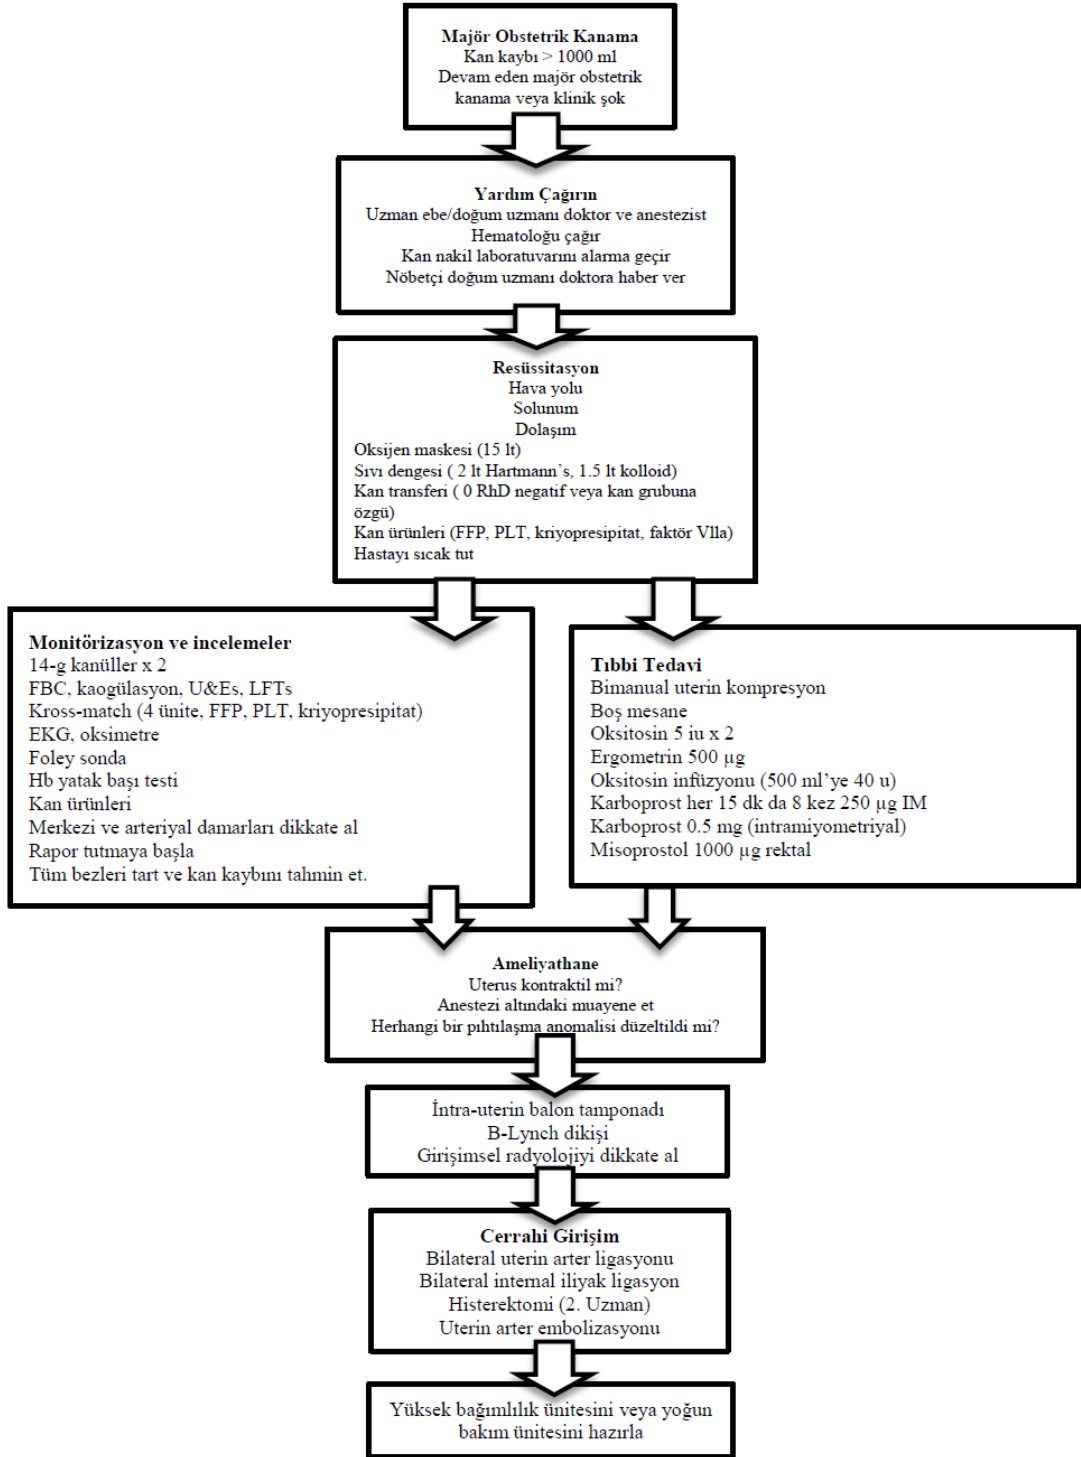 Majör Obstetrik Kanama
Kan kaybı > 1000 ml
Devam eden majör obstetrik
kanama veya klinik şok
Yardım Çağırın
Uzman ebe/doğum uzmanı doktor ve anestezist
Hematoloğu çağır
Kan nakil laboratuvarını alarma geçir
Nöbetçi doğum uzmanı doktora haber ver
Resüssitasyon
Hava yolu
Solunum
Dolaşım
Oksijen maskesi (15 lt)
Sıvı dengesi ( 2 lt Hartmann’s, 1.5 lt kolloid)
Kan transferi ( 0 RhD negatif veya kan grubuna
özgü)
Kan ürünleri (FFP, PLT, kriyopresipitat, faktör Vlla)
Hastayı sıcak tut
Monitörizasyon ve incelemeler
14-g kanüller x 2
FBC, kaogülasyon, U&Es, LFTs
Kross-match (4 ünite, FFP, PLT, kriyopresipitat)
EKG, oksimetre
Foley sonda
Hb yatak başı testi
Kan ürünleri
Merkezi ve arteriyal damarları dikkate al
Rapor tutmaya başla
Tüm bezleri tart ve kan kaybını tahmin et.
Tıbbi Tedavi
Bimanual uterin kompresyon
Boş mesane
Oksitosin 5 iu x 2
Ergometrin 500 µg
Oksitosin infüzyonu (500 ml’ye 40 u)
Karboprost her 15 dk da 8 kez 250 µg IM
Karboprost 0.5 mg (intramiyometriyal)
Misoprostol 1000 µg rektal
Ameliyathane
Uterus kontraktil mi?
Anestezi altındaki muayene et
Herhangi bir pıhtılaşma anomalisi düzeltildi mi?
İntra-uterin balon tamponadı
B-Lynch dikişi
Girişimsel radyolojiyi dikkate al
Cerrahi Girişim
Bilateral uterin arter ligasyonu
Bilateral internal iliyak ligasyon
Histerektomi (2. Uzman)
Uterin arter embolizasyonu
Yüksek bağımlılık ünitesini veya yoğun
bakım ünitesini hazırla